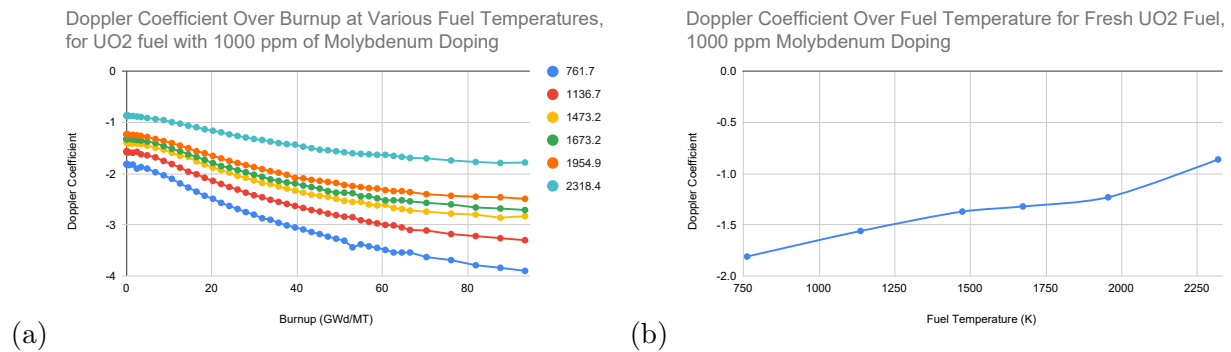 Doppler Coefficient Over Burnup at Various Fuel Temperatures,
for UO2 fuel with 1000 ppm of Molybdenum Doping
0
-1
-2
-3
-4
Doppler Coefficient
0
20
40
60
80
Burnup (GWd/MT)
761.7
1136.7
1473.2
1673.2
1954.9
2318.4
(a)
Doppler Coefficient Over Fuel Temperature for Fresh UO2 Fuel,
1000 ppm Molybdenum Doping
0.0
-0.5
-1.0
-1.5
-2.0
Doppler Coefficient
750
1000
1250
1500
1750
2000
2250
Fuel Temperature (K)
(b)